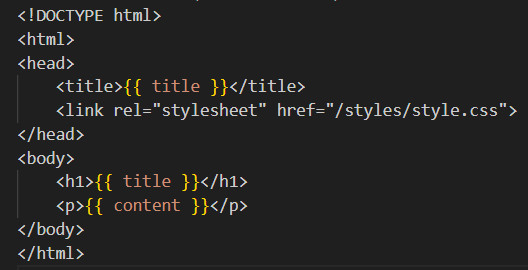 <!DOCTYPE html>
<html>
<head>
    <title>{{ title }}</title>
    <link rel="stylesheet" href="/styles/style.css">
</head>
<body>
    <h1>{{ title }}</h1>
    <p>{{ content }}</p>
</body>
</html>